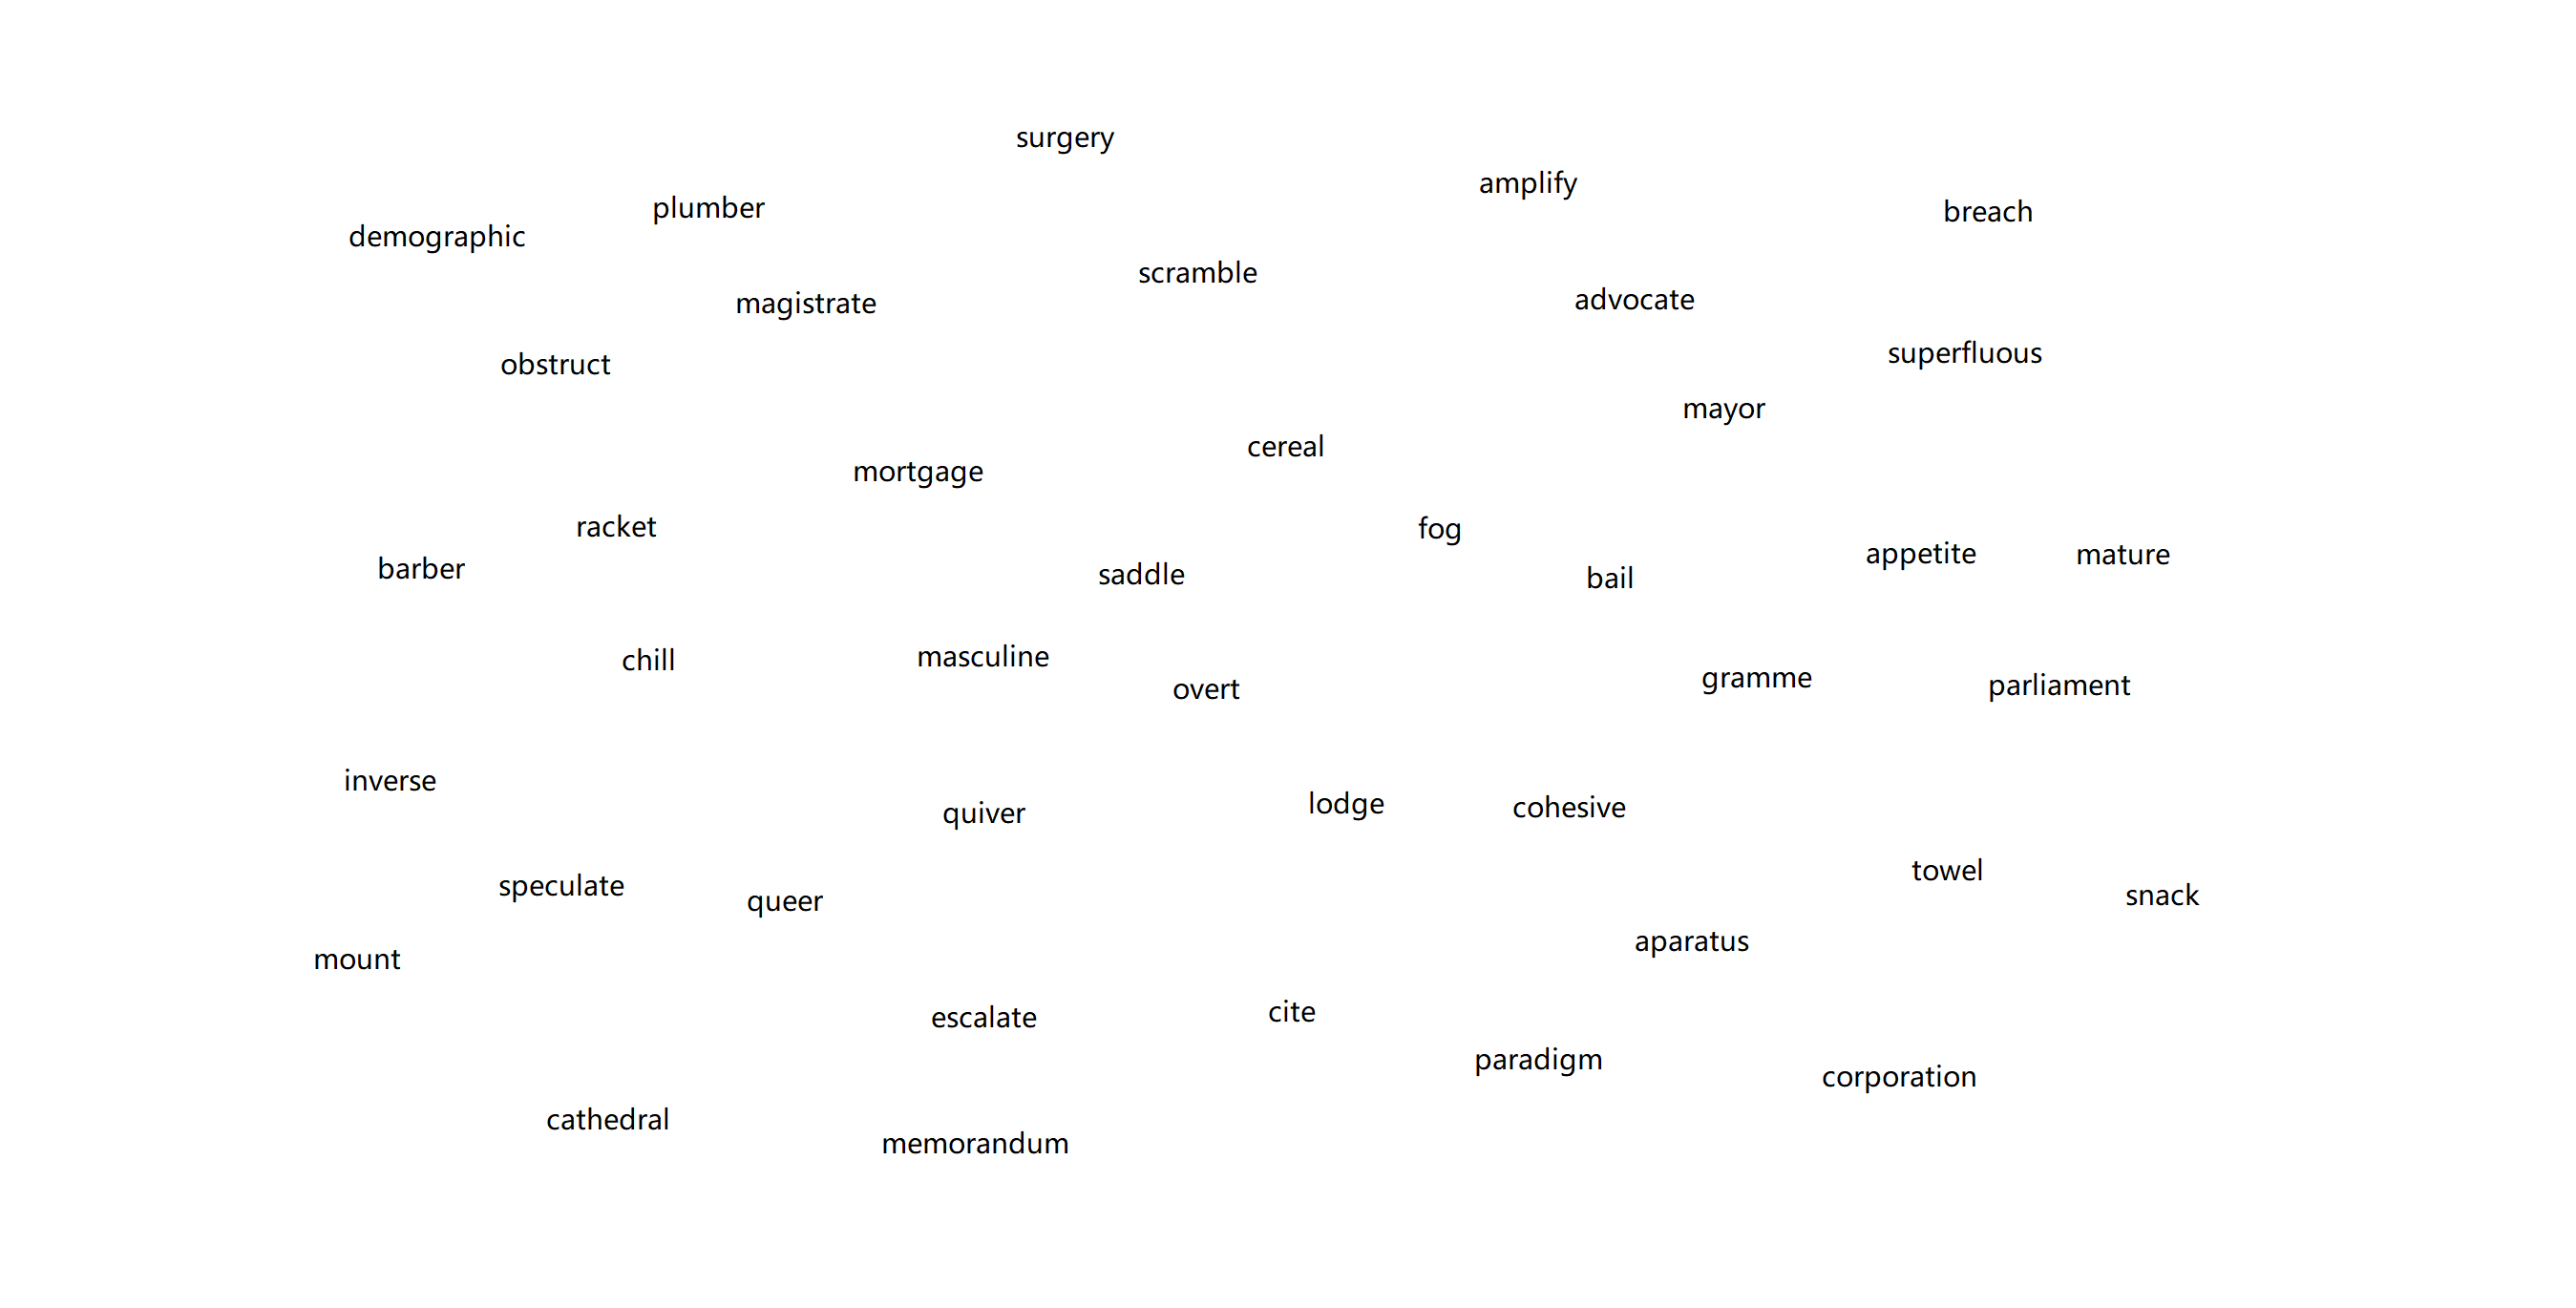 surgery
amplify
plumber
breach
demographic
scramble
magistrate
advocate
superfluous
obstruct
mayor
cereal
mortgage
racket
fog
appetite
mature
barber
saddle
bail
chill
masculine
overt
gramme
parliament
inverse
quiver
lodge
cohesive
towel
speculate
queer
snack
aparatus
mount
escalate
cite
paradigm
corporation
cathedral
memorandum